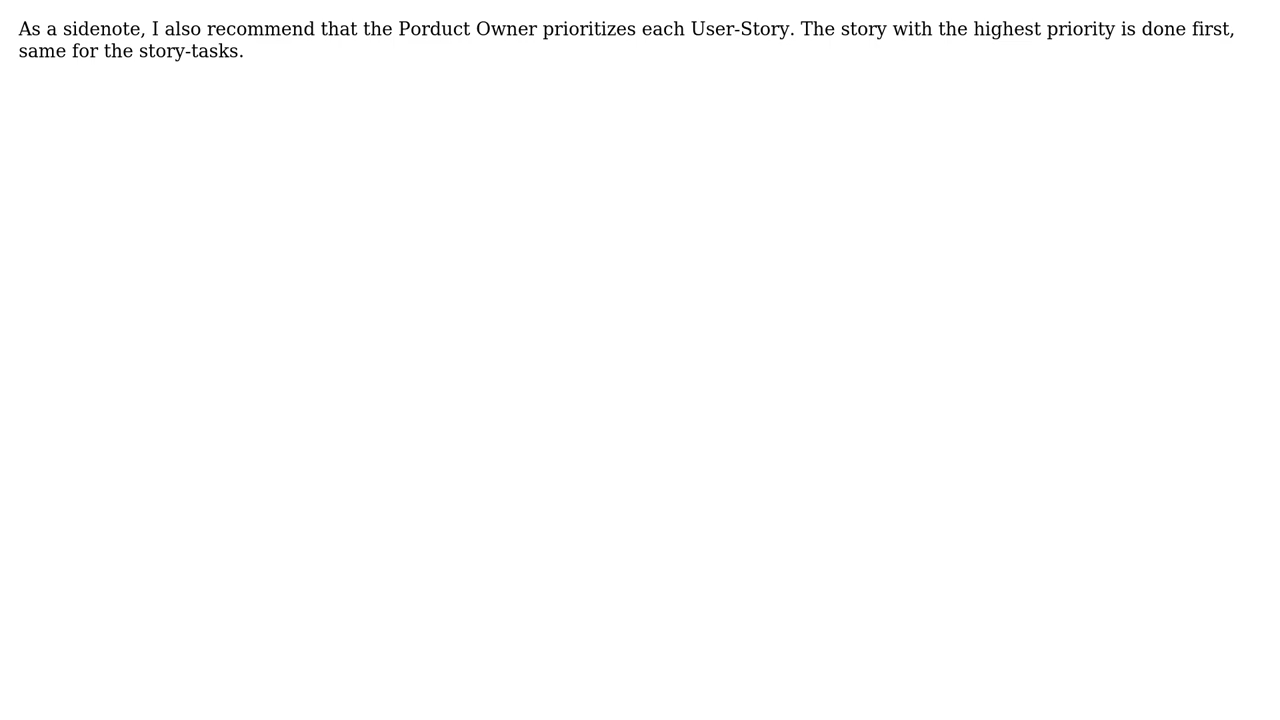 As a sidenote, I also recommend that the Porduct Owner prioritizes each User-Story. The story with the highest priority is done first,
same for the story-tasks.